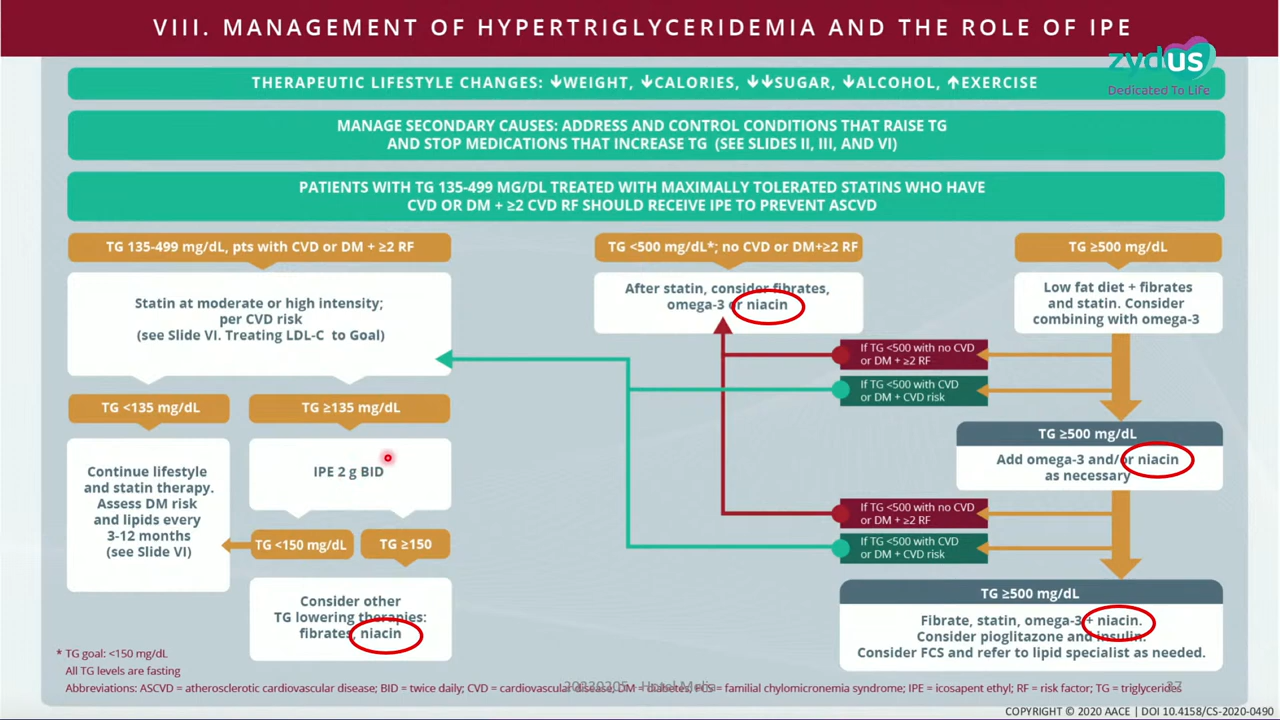 VIII. MANAGEMENT OF HYPERTRIGLYCERIDEMIA AND THE ROLE OF IPE
zydus
Dedicated To Life
THERAPEUTIC LIFESTYLE CHANGES: ↓WEIGHT, ↓CALORIES, ↓↓SUGAR, ↓ALCOHOL, ↑EXERCISE
MANAGE SECONDARY CAUSES: ADDRESS AND CONTROL CONDITIONS THAT RAISE TG
AND STOP MEDICATIONS THAT INCREASE TG (SEE SLIDES II, III, AND VI)
PATIENTS WITH TG 135-499 MG/DL TREATED WITH MAXIMALLY TOLERATED STATINS WHO HAVE
CVD OR DM + ≥2 CVD RF SHOULD RECEIVE IPE TO PREVENT ASCVD
TG 135-499 mg/dL, pts with CVD or DM + ≥2 RF
Statin at moderate or high intensity;
per CVD risk
(see Slide VI. Treating LDL-C to Goal)
TG <135 mg/dL
Continue lifestyle
and statin therapy.
Assess DM risk
and lipids every
3-12 months
(see Slide VI)
TG ≥135 mg/dL
IPE 2 g BID
TG <150 mg/dL
TG ≥150
Consider other
TG lowering therapies:
fibrates, niacin
TG <500 mg/dL*; no CVD or DM+≥2 RF
After statin, consider fibrates,
omega-3 or niacin
TG ≥500 mg/dL
Low fat diet + fibrates
and statin. Consider
combining with omega-3
If TG <500 with no CVD
or DM + ≥2 RF
If TG <500 with CVD
or DM + CVD risk
TG ≥500 mg/dL
Add omega-3 and/or niacin
as necessary
If TG <500 with no CVD
or DM + ≥2 RF
If TG <500 with CVD
or DM + CVD risk
TG ≥500 mg/dL
Fibrate, statin, omega-3 + niacin.
Consider pioglitazone and insulin.
Consider FCS and refer to lipid specialist as needed.
* TG goal: <150 mg/dL
All TG levels are fasting
Abbreviations: ASCVD = atherosclerotic cardiovascular disease; BID = twice daily; CVD = cardiovascular disease, DM = diabetes; FCS = familial chylomicronemia syndrome; IPE = icosapent ethyl; RF = risk factor; TG = triglycerides
37
COPYRIGHT © 2020 AACE | DOI 10.4158/CS-2020-0490